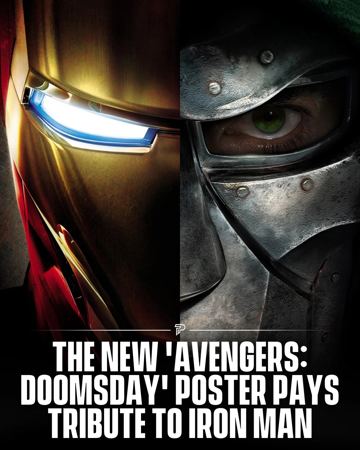 THE NEW 'AVENGERS:
DOOMSDAY' POSTER PAYS
TRIBUTE TO IRON MAN